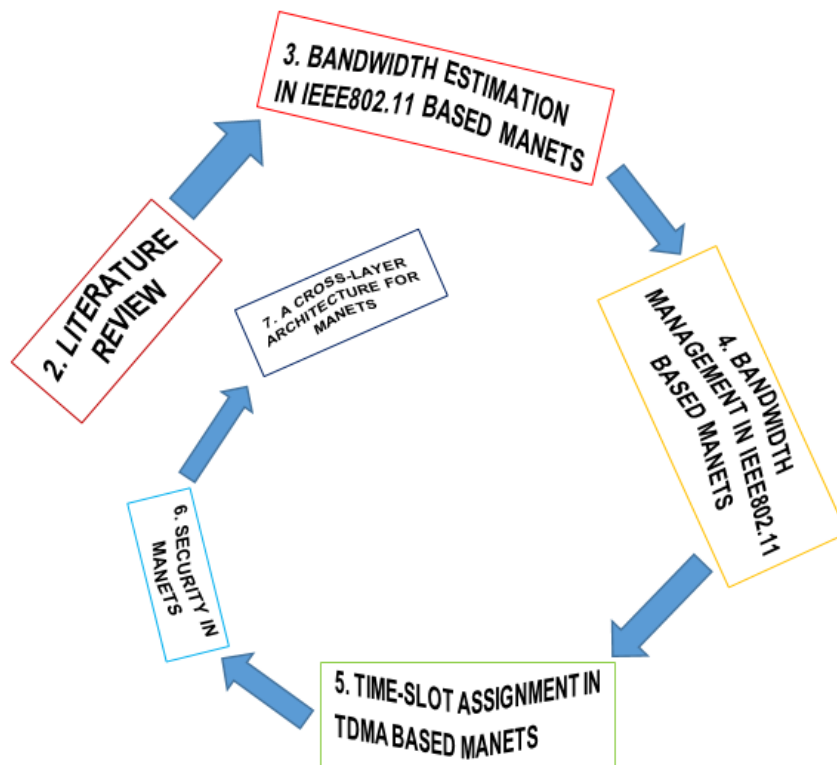 3. BANDWIDTH ESTIMATION
IN IEEE802.11 BASED MANETS
2. LITERATURE
REVIEW
7. A CROSS-LAYER
ARCHITECTURE FOR
MANETS
4. BANDWIDTH
MANAGEMENT IN IEEE802.11
BASED MANETS
6. SECURITY IN
MANETS
5. TIME-SLOT ASSIGNMENT IN
TDMA BASED MANETS